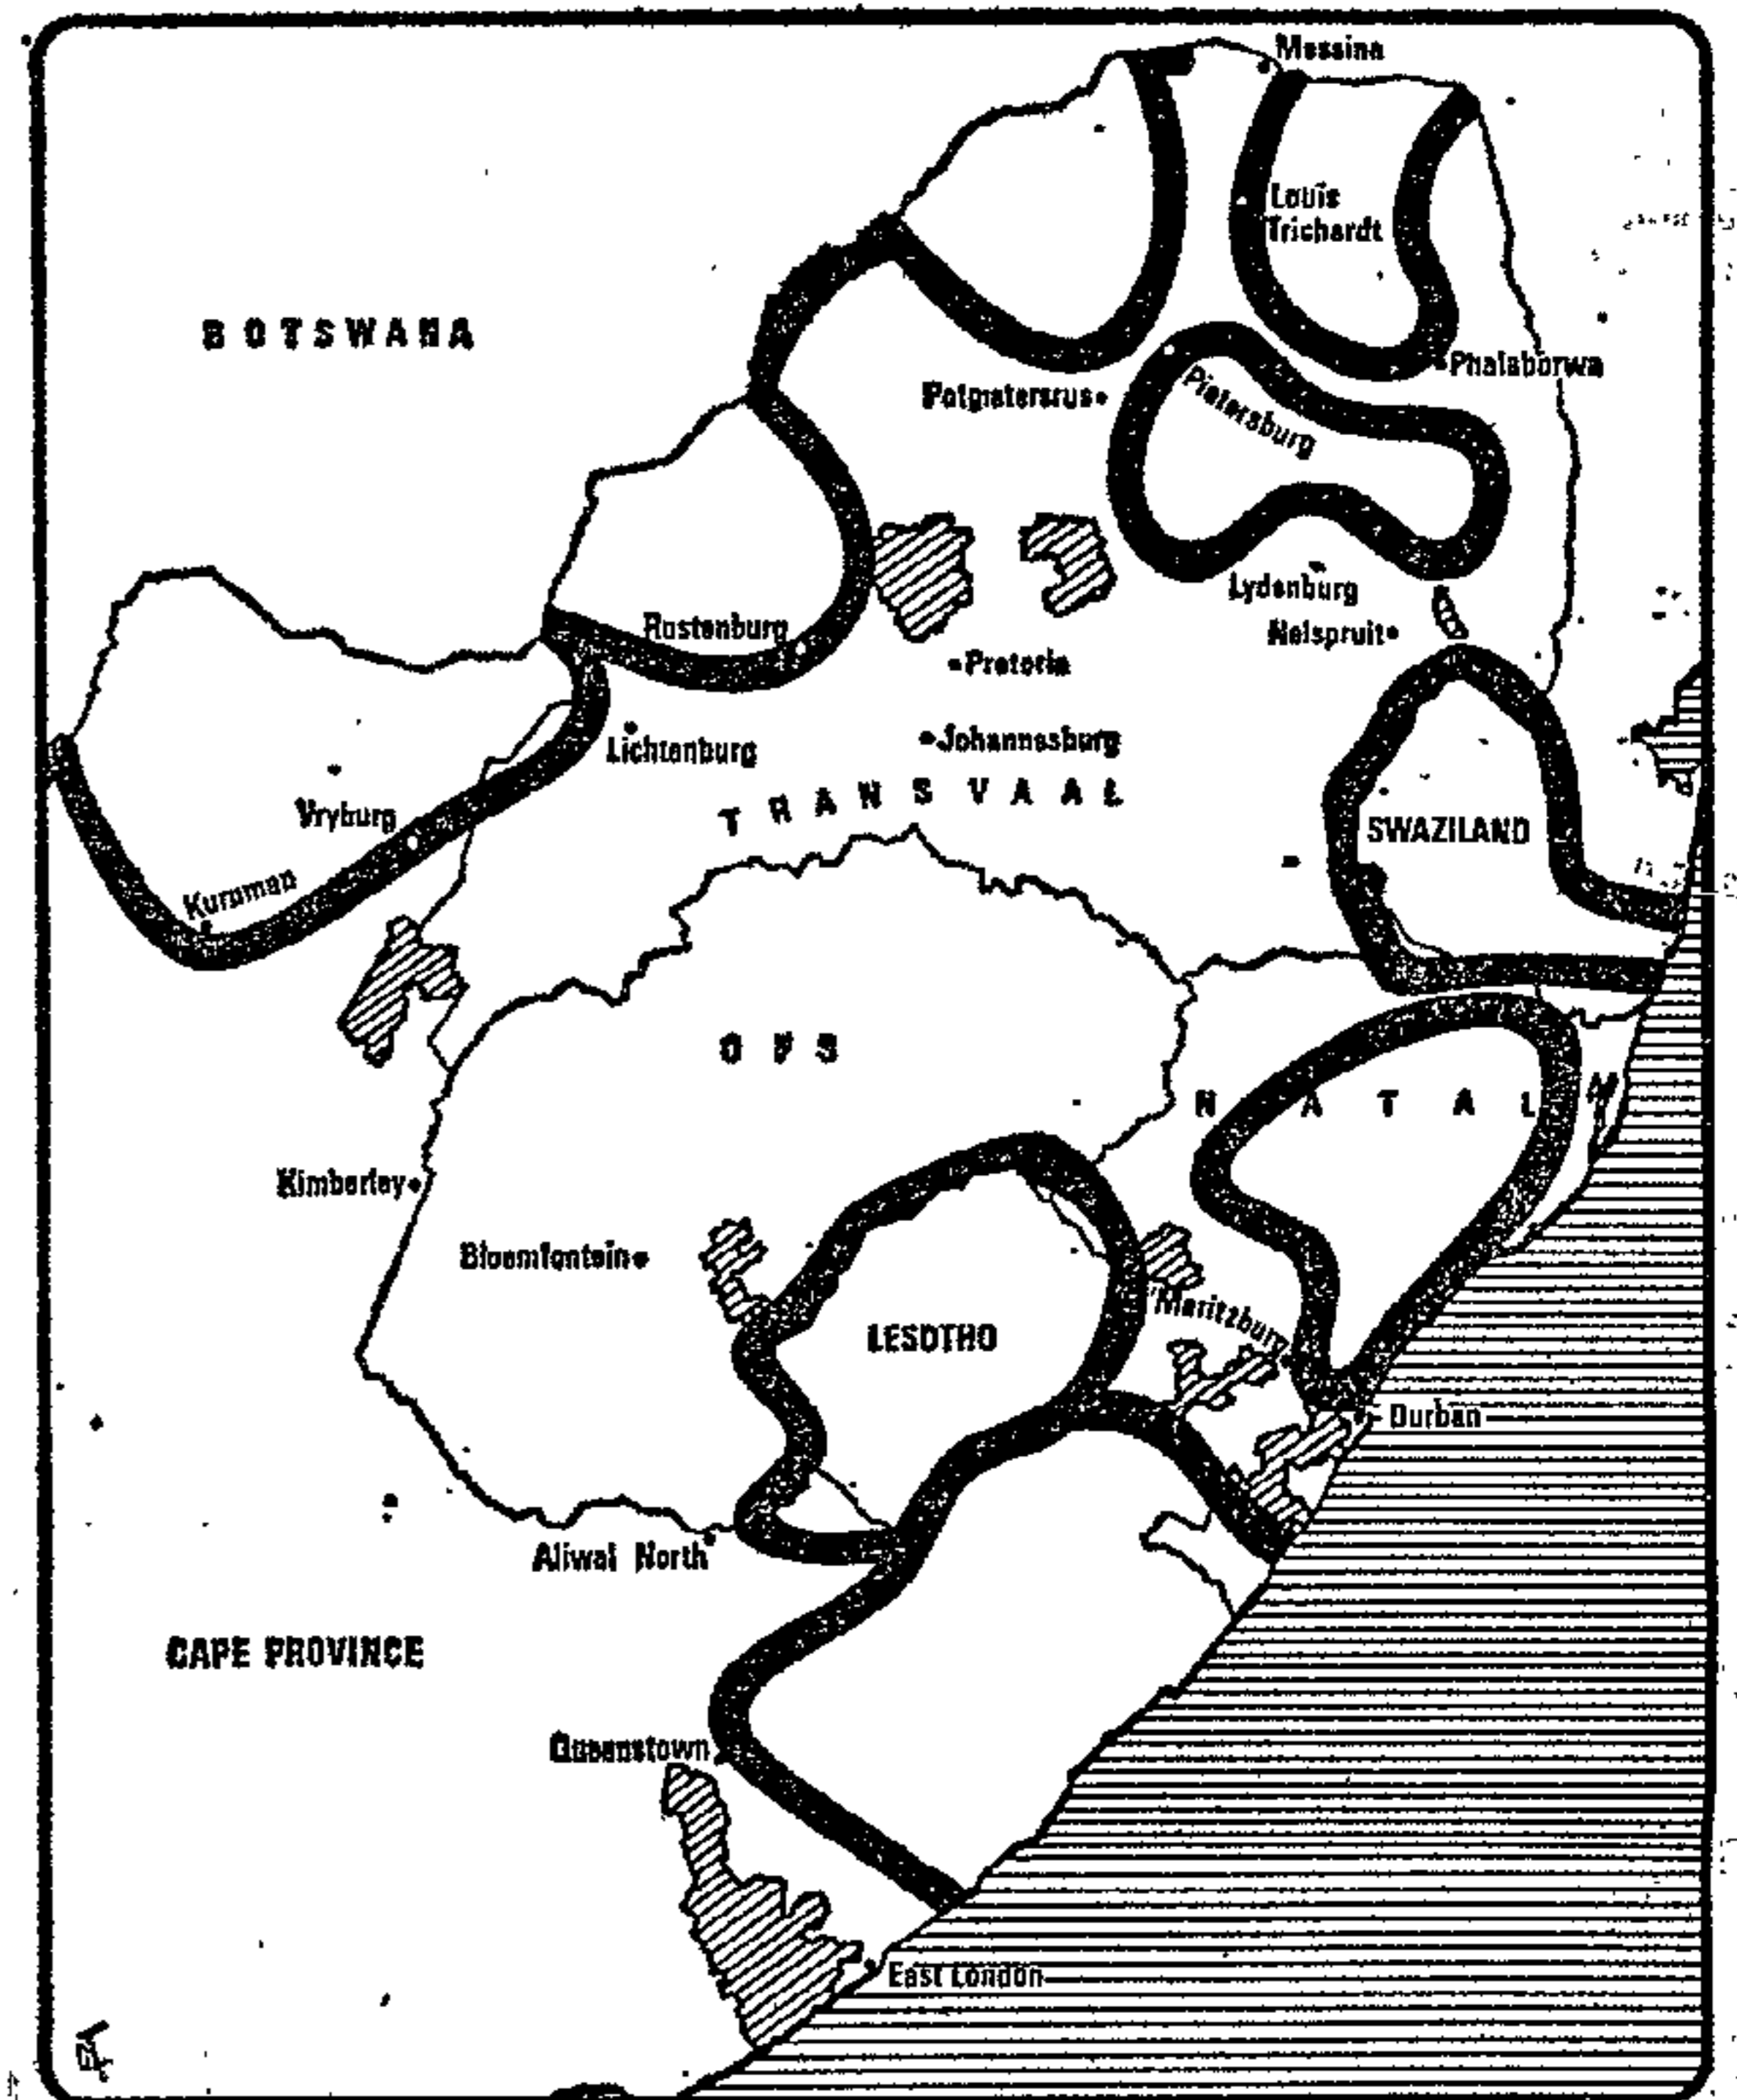 Messina
Louis
Trichardt
BOTSWANA
Phalaborwa
Potgietersrus
Pietersburg
Lydenburg
Rustenburg
Nelspruit
Pretoria
Johannesburg
Lichtenburg
TRANSVAAL
Vryburg
SWAZILAND
Kuruman
OFS
NATAL
Kimberley
Bloemfontein
'Maritzburg
LESOTHO
Durban
Aliwal North
CAPE PROVINCE
Queenstown
East London